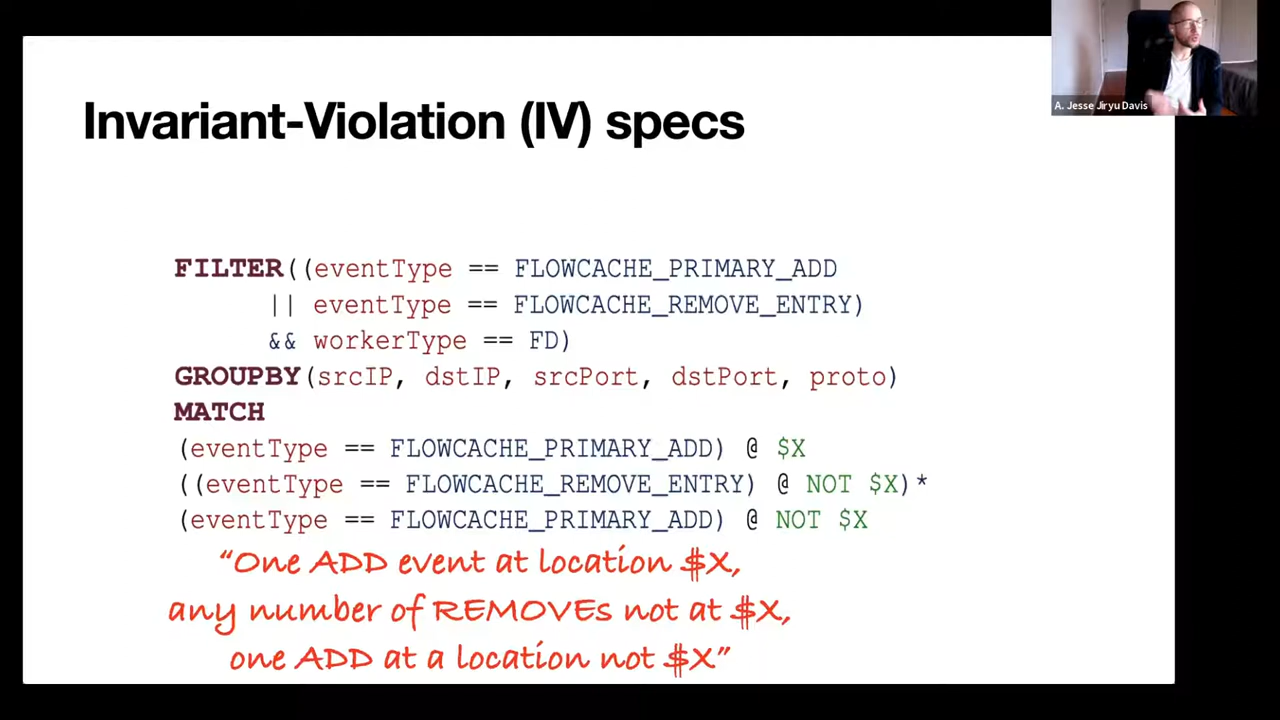 A. Jesse Jiryu Davis
Invariant-Violation (IV) specs
FILTER((eventType == FLOWCACHE_PRIMARY_ADD
|| eventType == FLOWCACHE_REMOVE_ENTRY)
&& workerType == FD)
GROUPBY(srcIP, dstIP, srcPort, dstPort, proto)
MATCH
(eventType == FLOWCACHE_PRIMARY_ADD) @ $X
((eventType == FLOWCACHE_REMOVE_ENTRY) @ NOT $X)*
(eventType == FLOWCACHE_PRIMARY_ADD) @ NOT $X
“One ADD event at location $X,
any number of REMOVEs not at $X,
one ADD at a location not $X”